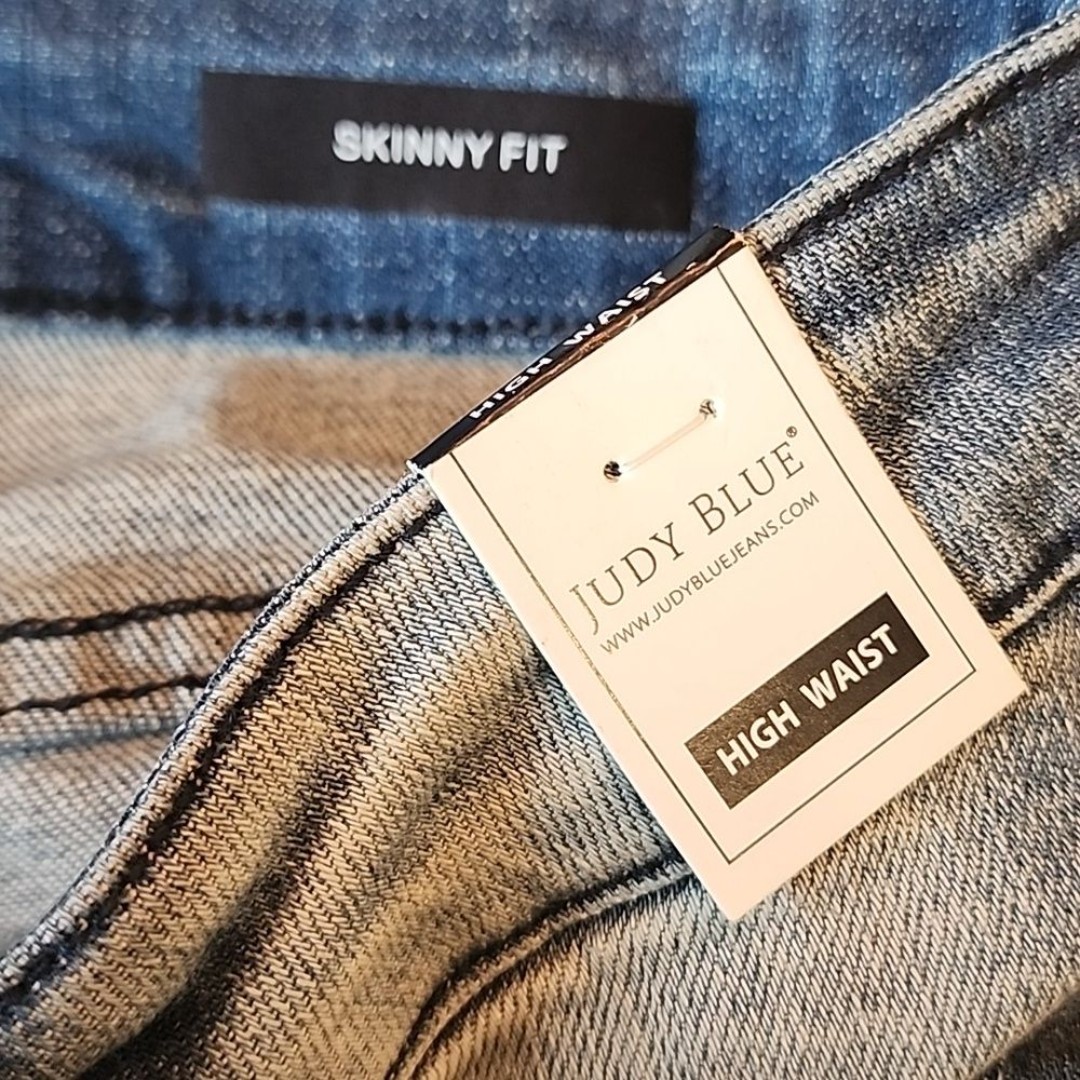 SKINNY FIT
HIGH WAIST
JUDY BLUE®
WWW.JUDYBLUEJEANS.COM
HIGH WAIST